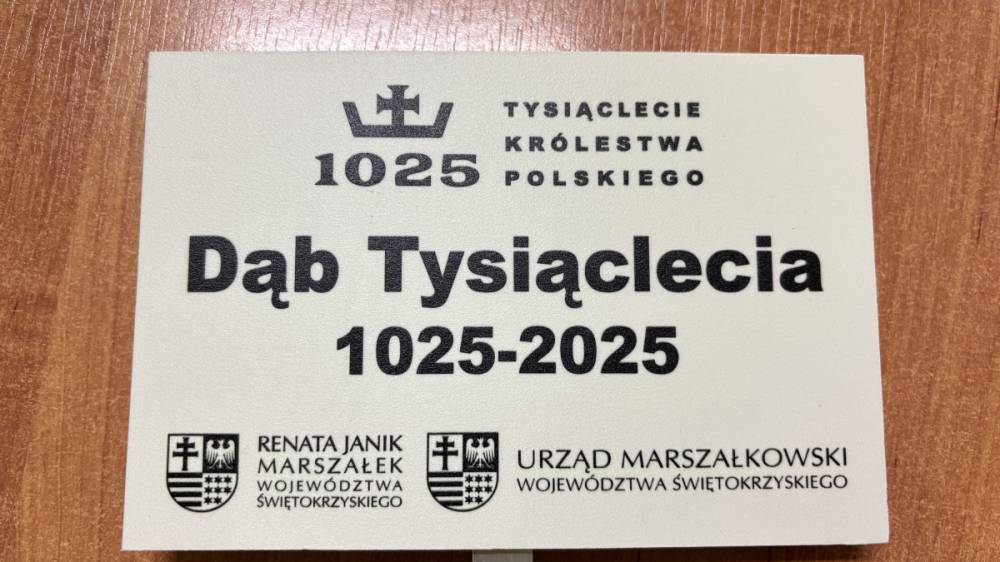 1025
TYSIĄCLECIE
KRÓLESTWA
POLSKIEGO
Dąb Tysiąclecia
1025-2025
RENATA JANIK
MARSZAŁEK
WOJEWÓDZTWA
ŚWIĘTOKRZYSKIEGO
URZĄD MARSZAŁKOWSKI
WOJEWÓDZTWA ŚWIĘTOKRZYSKIEGO